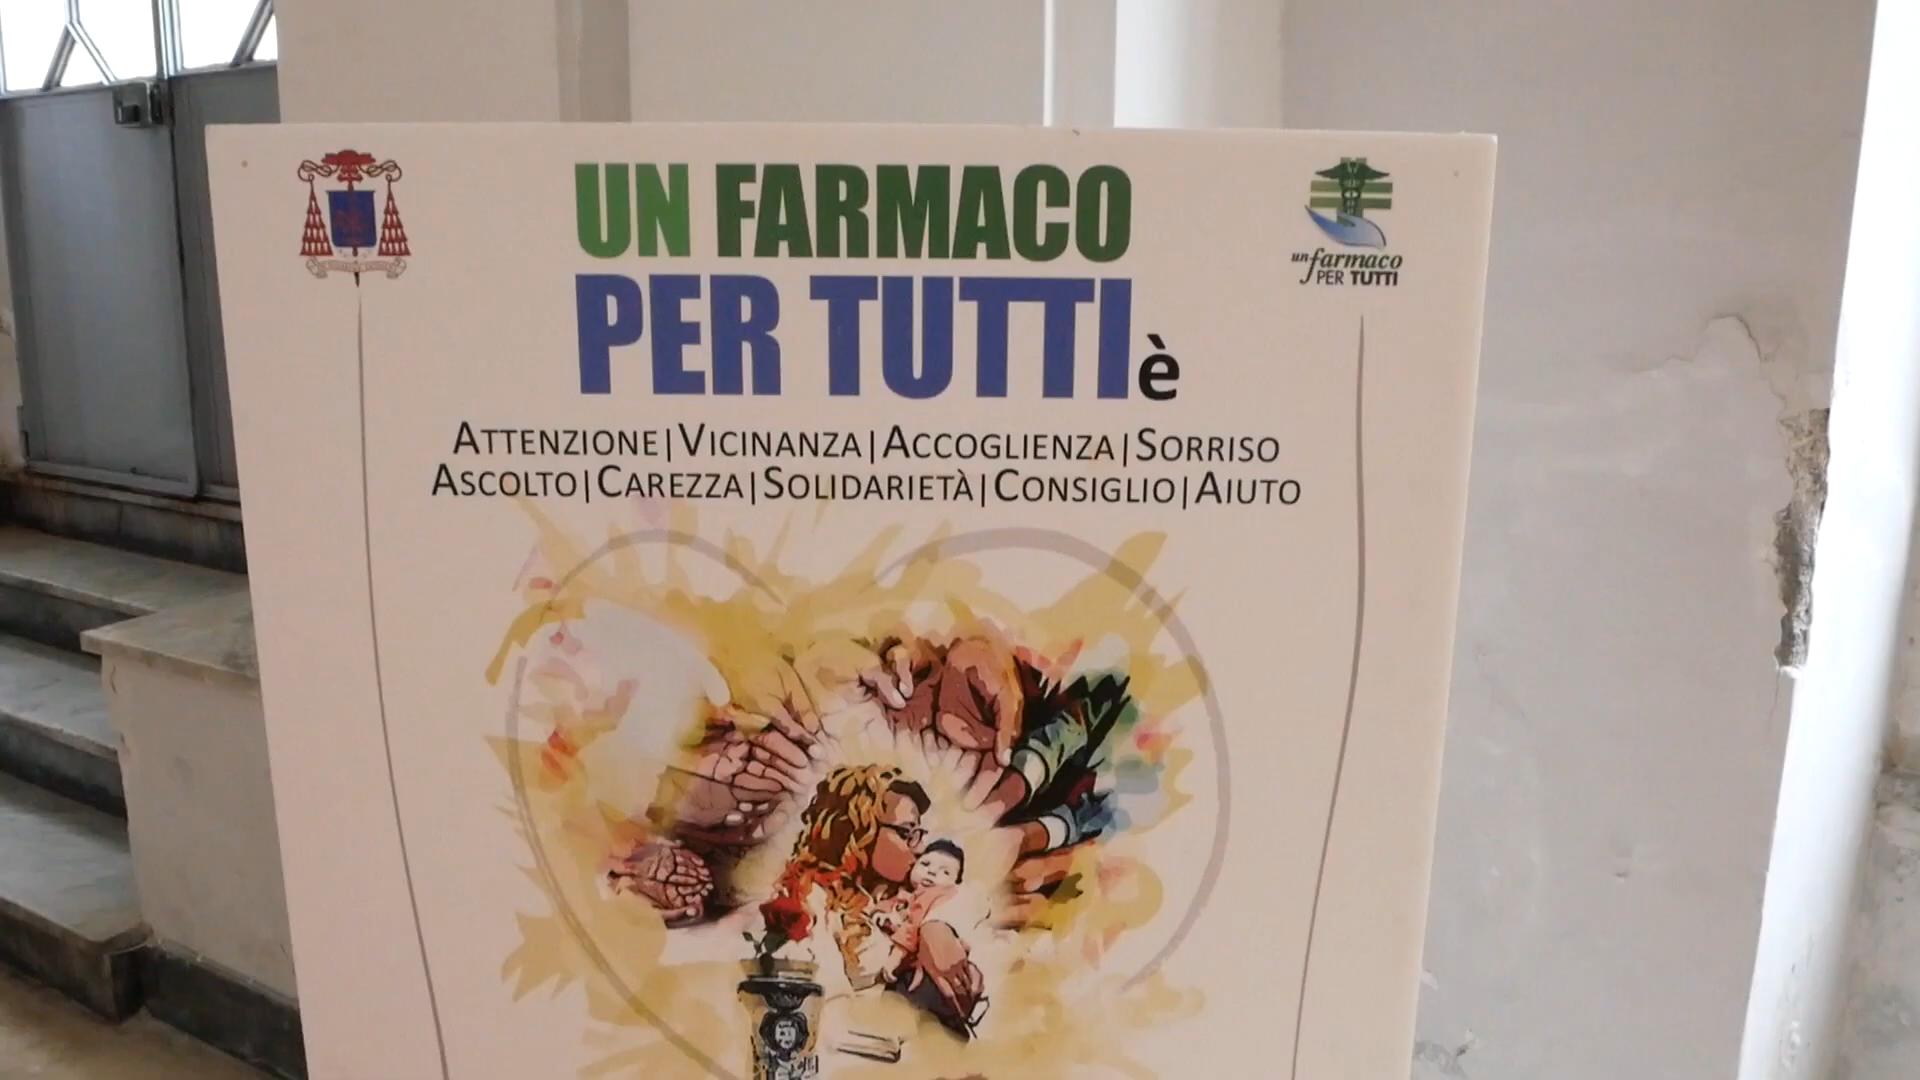 UN FARMACO
PER TUTTI è
ATTENZIONE|VICINANZA|ACCOGLIENZA|SORRISO
ASCOLTO|CAREZZA|SOLIDARIETÀ|CONSIGLIO|AIUTO
un farmaco
PER TUTTI